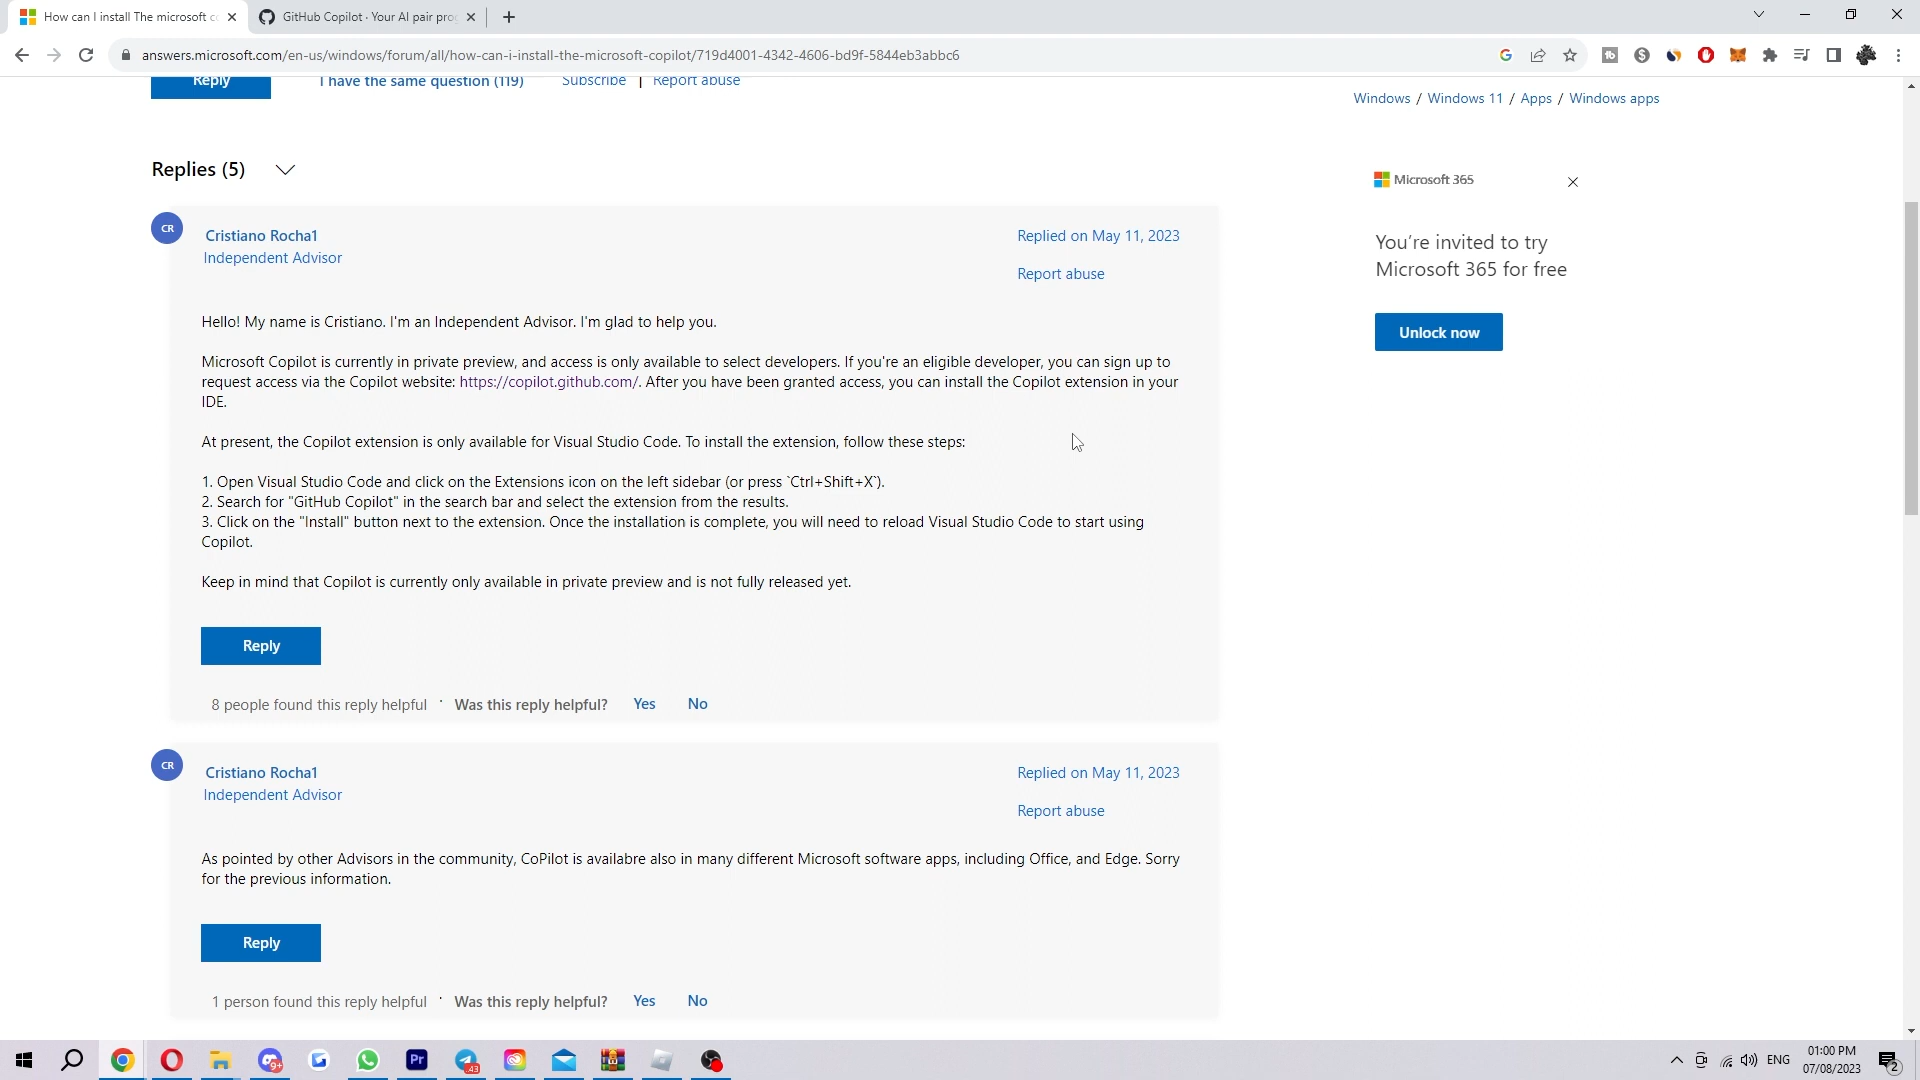 How can I install The microsoft co
GitHub Copilot · Your AI pair prog
answers.microsoft.com/en-us/windows/forum/all/how-can-i-install-the-microsoft-copilot/719d4001-4342-4606-bd9f-5844eb3abbc6
Reply
I have the same question (119)
Subscribe | Report abuse
Windows / Windows 11 / Apps / Windows apps
Replies (5)
Microsoft 365
You're invited to try
Microsoft 365 for free
Unlock now
CR
Cristiano Rocha1
Independent Advisor
Replied on May 11, 2023
Report abuse
Hello! My name is Cristiano. I'm an Independent Advisor. I'm glad to help you.
Microsoft Copilot is currently in private preview, and access is only available to select developers. If you're an eligible developer, you can sign up to
request access via the Copilot website: https://copilot.github.com/. After you have been granted access, you can install the Copilot extension in your
IDE.
At present, the Copilot extension is only available for Visual Studio Code. To install the extension, follow these steps:
1. Open Visual Studio Code and click on the Extensions icon on the left sidebar (or press `Ctrl+Shift+X`).
2. Search for "GitHub Copilot" in the search bar and select the extension from the results.
3. Click on the "Install" button next to the extension. Once the installation is complete, you will need to reload Visual Studio Code to start using
Copilot.
Keep in mind that Copilot is currently only available in private preview and is not fully released yet.
Reply
8 people found this reply helpful · Was this reply helpful? Yes No
CR
Cristiano Rocha1
Independent Advisor
Replied on May 11, 2023
Report abuse
As pointed by other Advisors in the community, CoPilot is availabre also in many different Microsoft software apps, including Office, and Edge. Sorry
for the previous information.
Reply
1 person found this reply helpful · Was this reply helpful? Yes No
9+
Pr
43
ENG
01:00 PM
07/08/2023
2